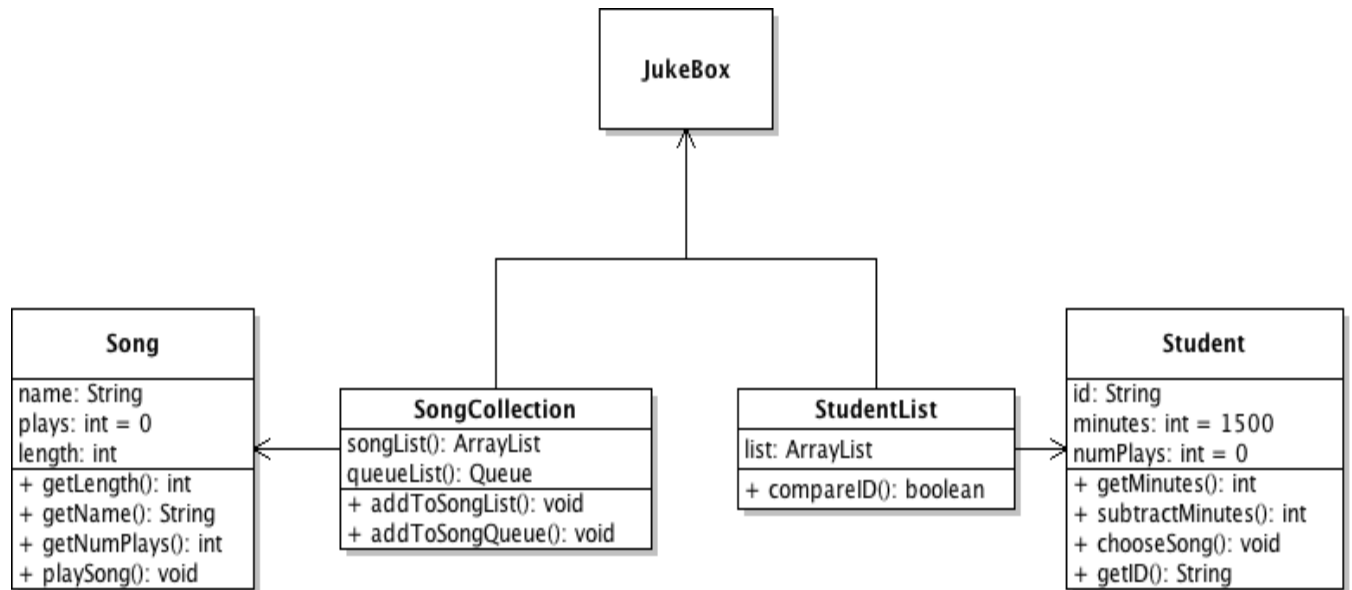 JukeBox
Song
name: String
plays: int = 0
length: int
+ getLength(): int
+ getName(): String
+ getNumPlays(): int
+ playSong(): void
SongCollection
songList(): ArrayList
queueList(): Queue
+ addToSongList(): void
+ addToSongQueue(): void
StudentList
list: ArrayList
+ compareID(): boolean
Student
id: String
minutes: int = 1500
numPlays: int = 0
+ getMinutes(): int
+ subtractMinutes(): int
+ chooseSong(): void
+ getID(): String